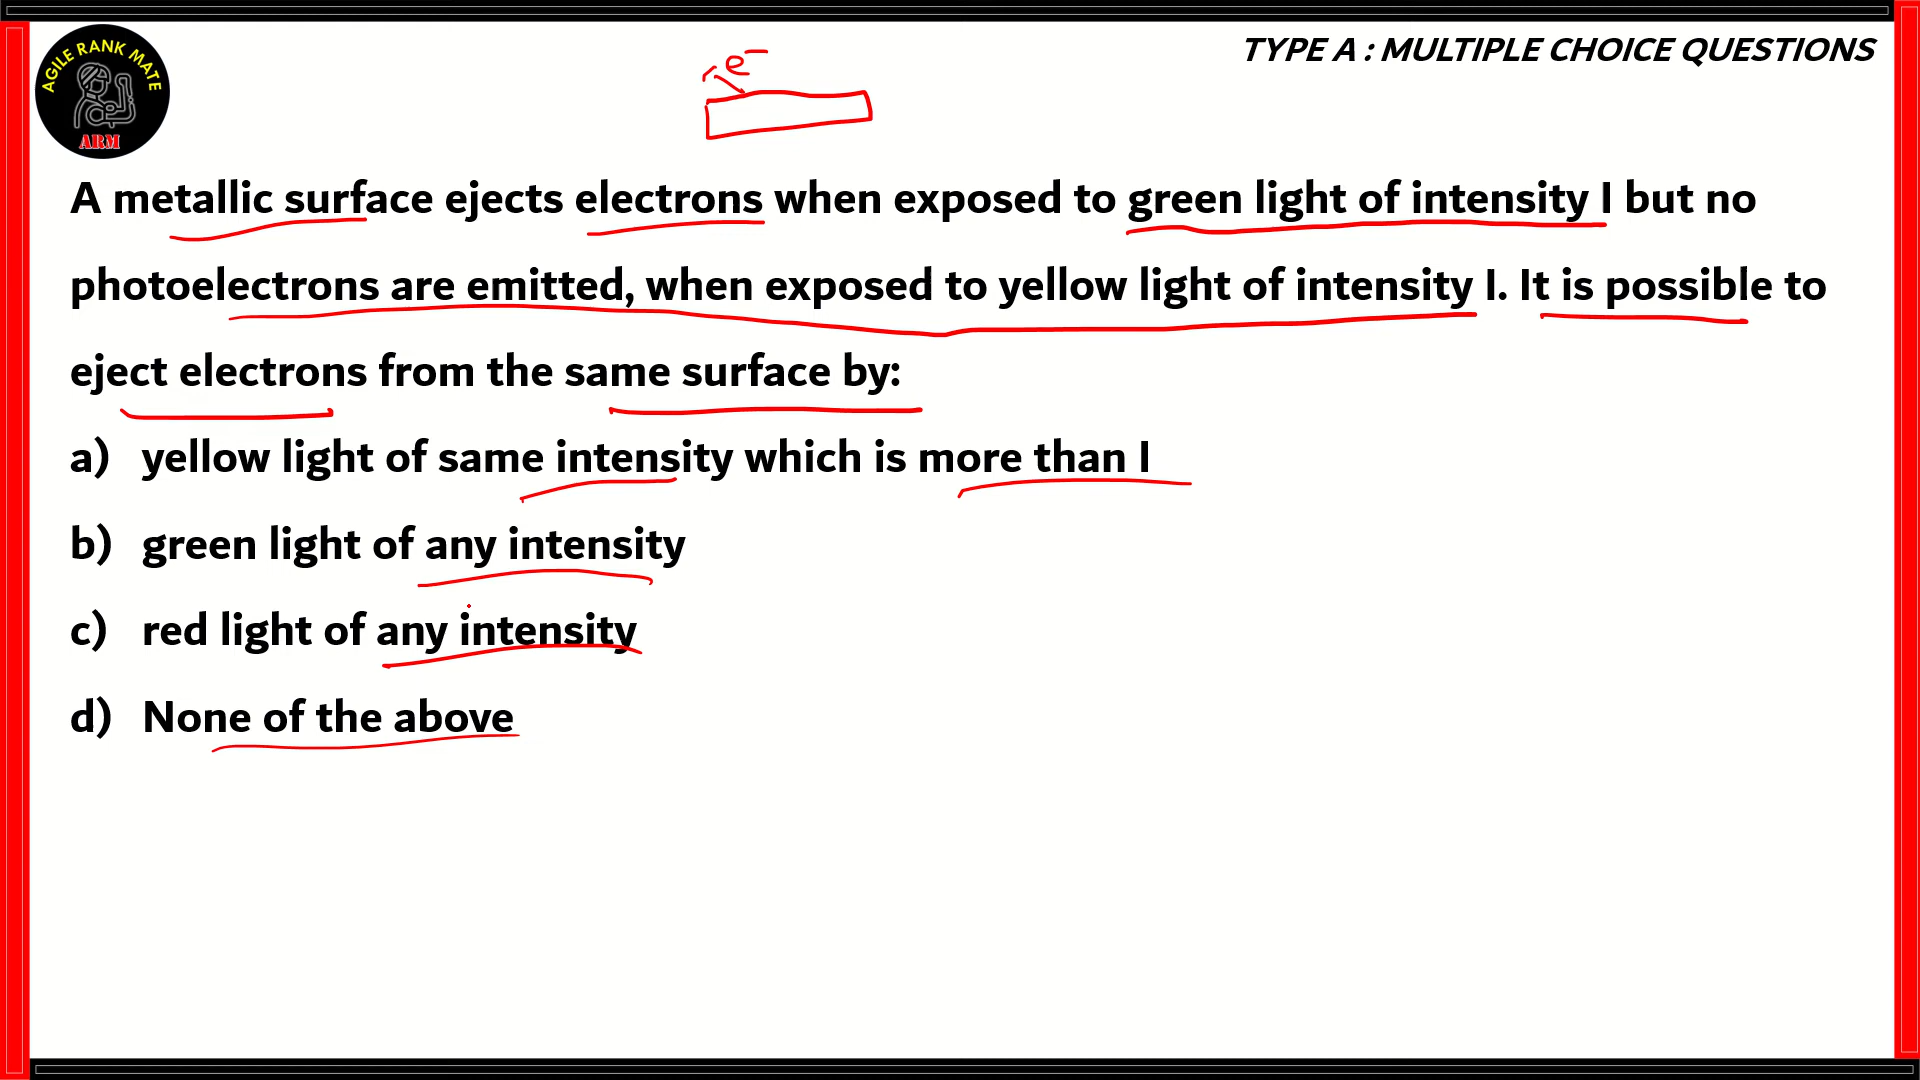 AGILE RANK MATE
ARM
TYPE A : MULTIPLE CHOICE QUESTIONS
e⁻
A metallic surface ejects electrons when exposed to green light of intensity I but no
photoelectrons are emitted, when exposed to yellow light of intensity I. It is possible to
eject electrons from the same surface by:
a) yellow light of same intensity which is more than I
b) green light of any intensity
c) red light of any intensity
d) None of the above